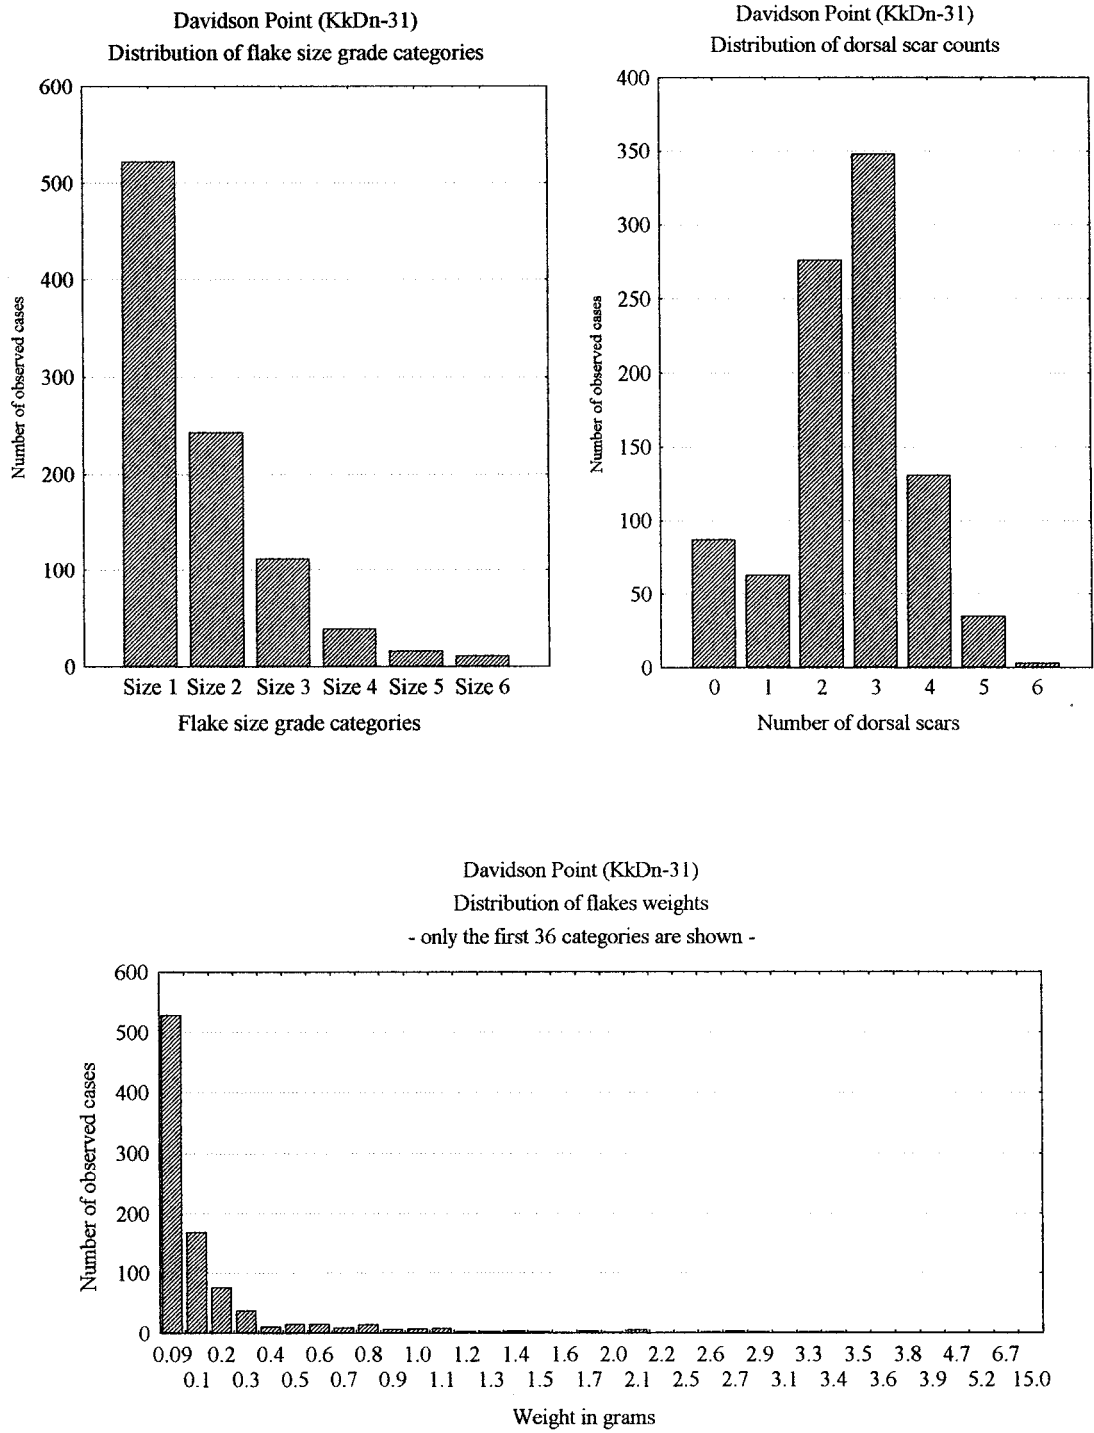 Davidson Point (KkDn-31)
Distribution of flake size grade categories
600
500
400
300
200
100
0
Number of observed cases
Size 1 Size 2 Size 3 Size 4 Size 5 Size 6
Flake size grade categories
Davidson Point (KkDn-31)
Distribution of dorsal scar counts
400
350
300
250
200
150
100
50
0
Number of observed cases
0 1 2 3 4 5 6
Number of dorsal scars
Davidson Point (KkDn-31)
Distribution of flakes weights
- only the first 36 categories are shown -
600
500
400
300
200
100
0
Number of observed cases
0.09 0.2 0.4 0.6 0.8 1.0 1.2 1.4 1.6 2.0 2.2 2.6 2.9 3.3 3.5 3.8 4.7 6.7
0.1 0.3 0.5 0.7 0.9 1.1 1.3 1.5 1.7 2.1 2.5 2.7 3.1 3.4 3.6 3.9 5.2 15.0
Weight in grams